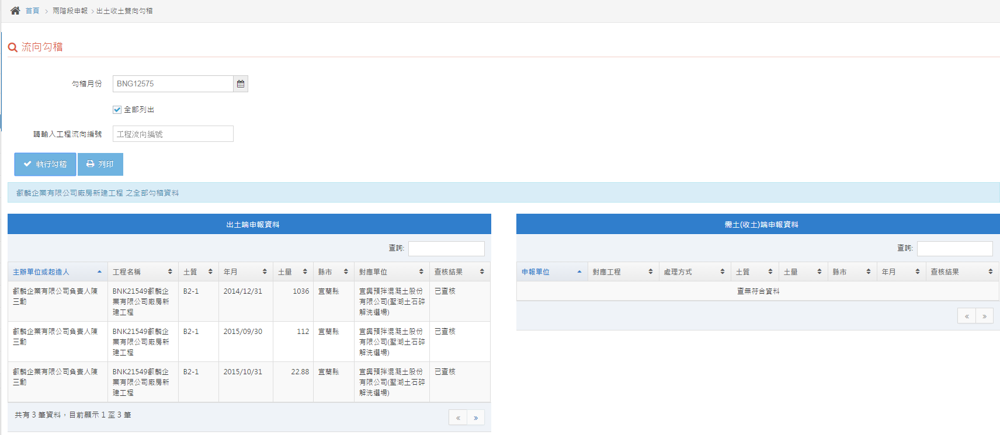 首頁 > 兩階段申報 > 出土收土雙向勾稽
流向勾稽
勾稽月份 BNG12575
全部列出
請輸入工程流向編號 工程流向編號
執行勾稽 列印
叡麟企業有限公司廠房新建工程 之全部勾稽資料
出土端申報資料
查詢:
主辦單位或起造人 工程名稱 土質 年月 土量 縣市 對應單位 查核結果
叡麟企業有限公司負責人陳 BNK21549叡麟企 B2-1 2014/12/31 1036 宜蘭縣 宜興預拌混凝土股份 已查核
三勳 業有限公司廠房新 有限公司(聖湖土石碎
建工程 解洗選場)
叡麟企業有限公司負責人陳 BNK21549叡麟企 B2-1 2015/09/30 112 宜蘭縣 宜興預拌混凝土股份 已查核
三勳 業有限公司廠房新 有限公司(聖湖土石碎
建工程 解洗選場)
叡麟企業有限公司負責人陳 BNK21549叡麟企 B2-1 2015/10/31 22.88 宜蘭縣 宜興預拌混凝土股份 已查核
三勳 業有限公司廠房新 有限公司(聖湖土石碎
建工程 解洗選場)
共有 3 筆資料，目前顯示 1 至 3 筆
« »
需土(收土)端申報資料
查詢:
申報單位 對應工程 處理方式 土質 土量 縣市 年月 查核結果
查無符合資料
« »